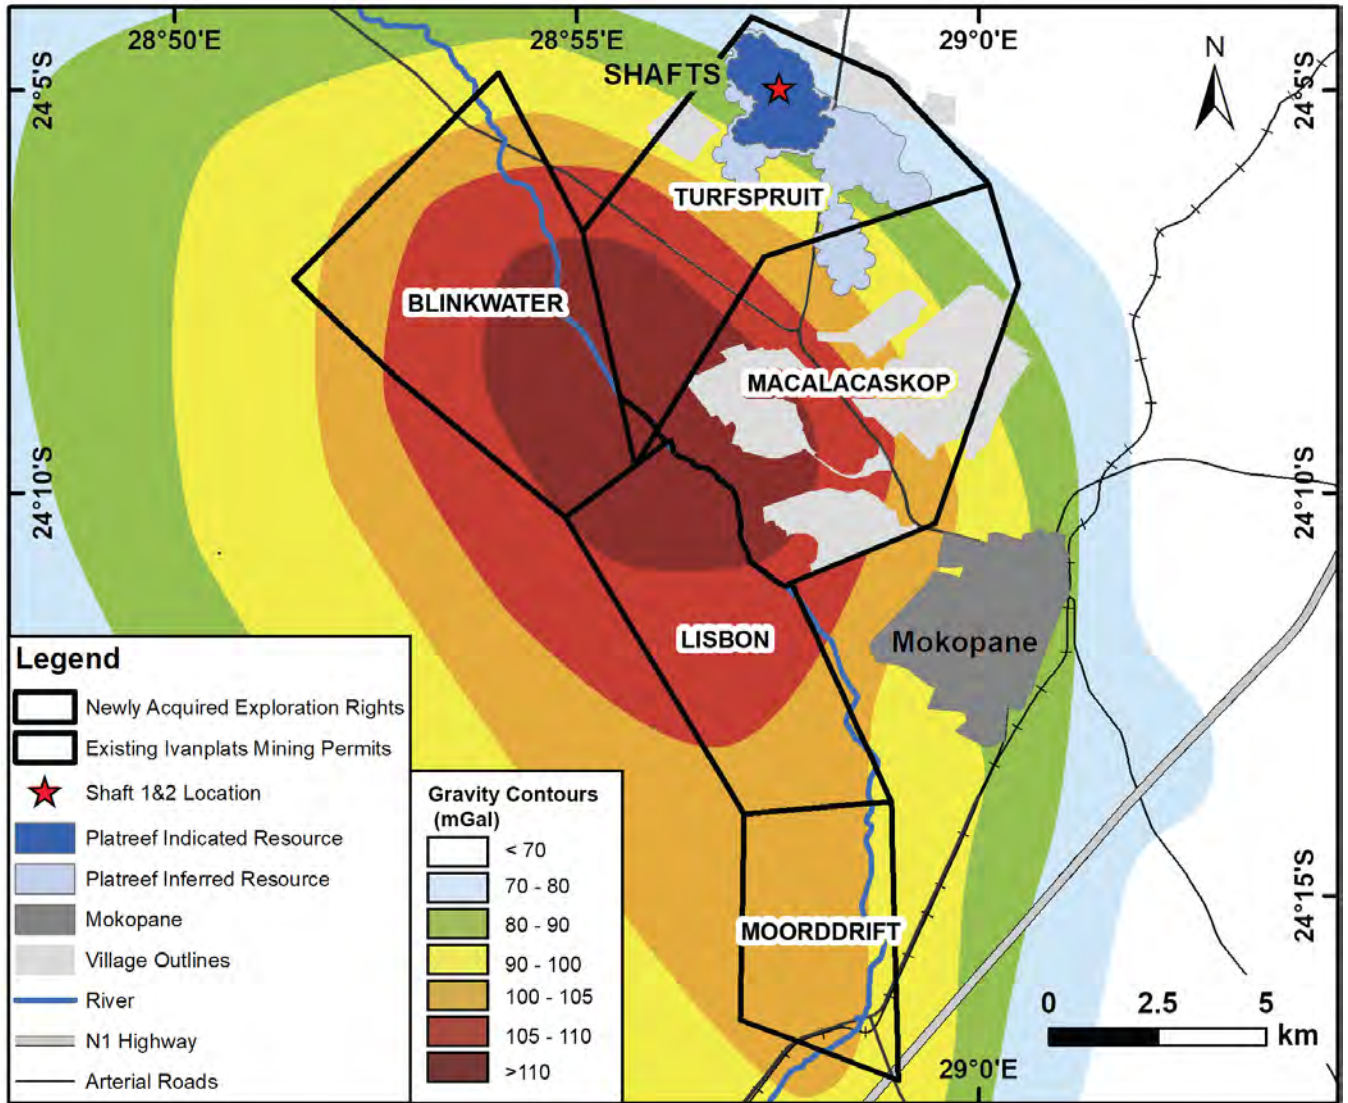 28°50'E
28°55'E
29°0'E
N
24°5'S
24°5'S
SHAFTS
TURFSPRUIT
BLINKWATER
MACALACASKOP
24°10'S
24°10'S
LISBON
Mokopane
Legend
Newly Acquired Exploration Rights
Existing Ivanplats Mining Permits
Shaft 1&2 Location
Platreef Indicated Resource
Platreef Inferred Resource
Mokopane
Village Outlines
River
N1 Highway
Arterial Roads
Gravity Contours
(mGal)
< 70
70 - 80
80 - 90
90 - 100
100 - 105
105 - 110
>110
MOORDDRIFT
24°15'S
0 2.5 5
km
29°0'E